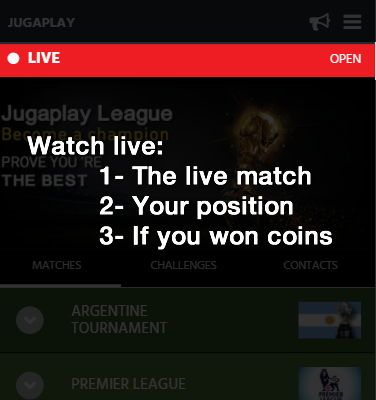 JUGAPLAY
LIVE
OPEN
Jugaplay League
Become a champion
PROVE YOU'RE
THE BEST
Watch live:
1- The live match
2- Your position
3- If you won coins
MATCHES
CHALLENGES
CONTACTS
ARGENTINE
TOURNAMENT
PREMIER LEAGUE